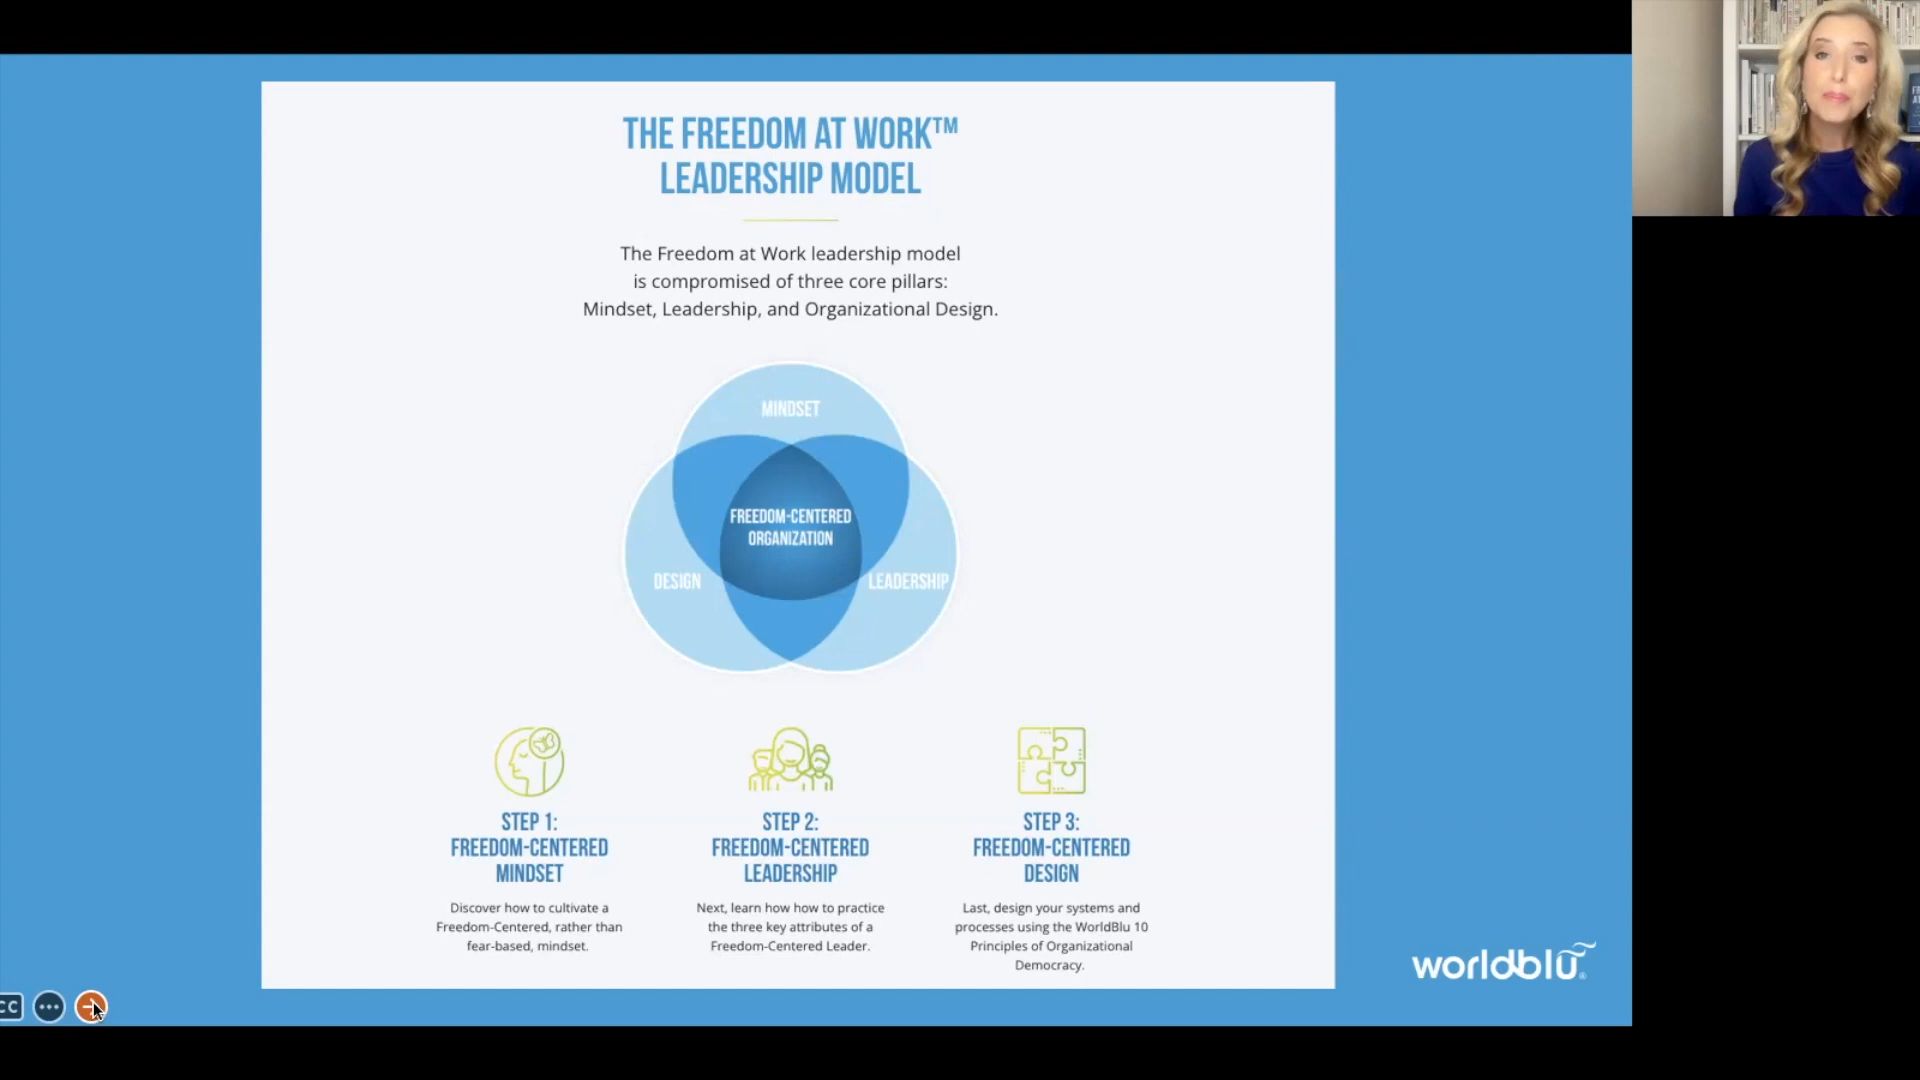 THE FREEDOM AT WORK™
LEADERSHIP MODEL
The Freedom at Work leadership model
is compromised of three core pillars:
Mindset, Leadership, and Organizational Design.
MINDSET
FREEDOM-CENTERED
ORGANIZATION
DESIGN
LEADERSHIP
STEP 1:
FREEDOM-CENTERED
MINDSET
Discover how to cultivate a
Freedom-Centered, rather than
fear-based, mindset.
STEP 2:
FREEDOM-CENTERED
LEADERSHIP
Next, learn how how to practice
the three key attributes of a
Freedom-Centered Leader.
STEP 3:
FREEDOM-CENTERED
DESIGN
Last, design your systems and
processes using the WorldBlu 10
Principles of Organizational
Democracy.
worldblu®
CC